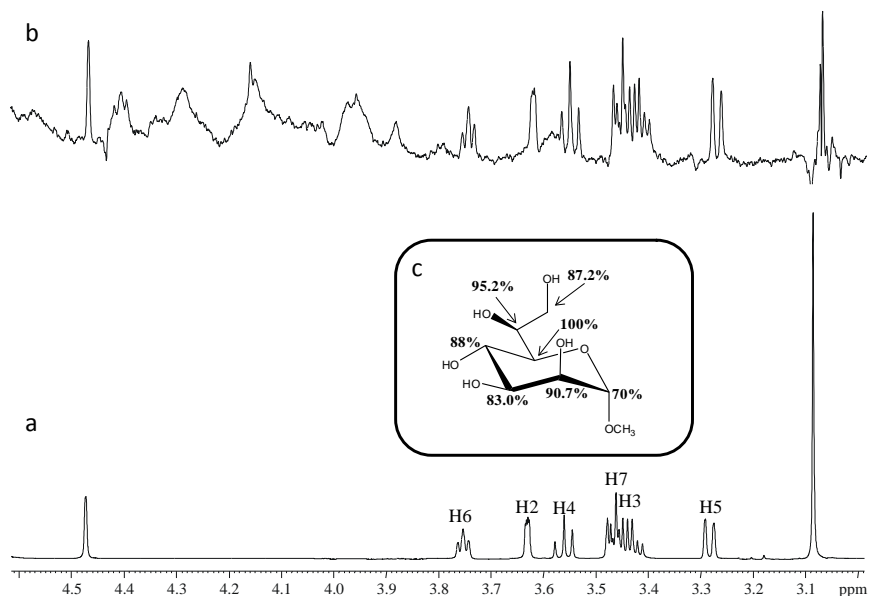 b
c
OH
87.2%
95.2%
HO
100%
OH
88%
O
HO
HO
83.0%
90.7%
70%
OCH3
a
H7
H6
H2
H4
H3
H5
4.5 4.4 4.3 4.2 4.1 4.0 3.9 3.8 3.7 3.6 3.5 3.4 3.3 3.2 3.1 ppm